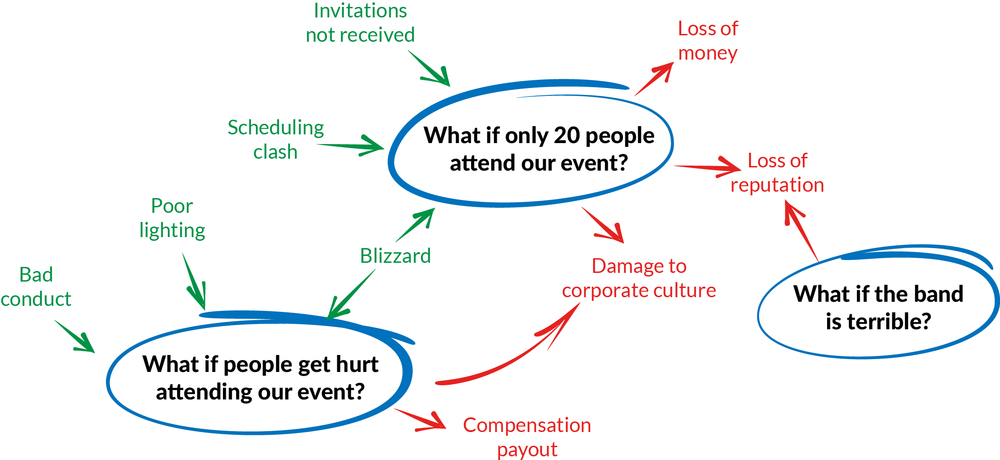 Invitations
not received
Loss of
money
Scheduling
clash
What if only 20 people
attend our event?
Loss of
reputation
Poor
lighting
Blizzard
Bad
conduct
Damage to
corporate culture
What if the band
is terrible?
What if people get hurt
attending our event?
Compensation
payout